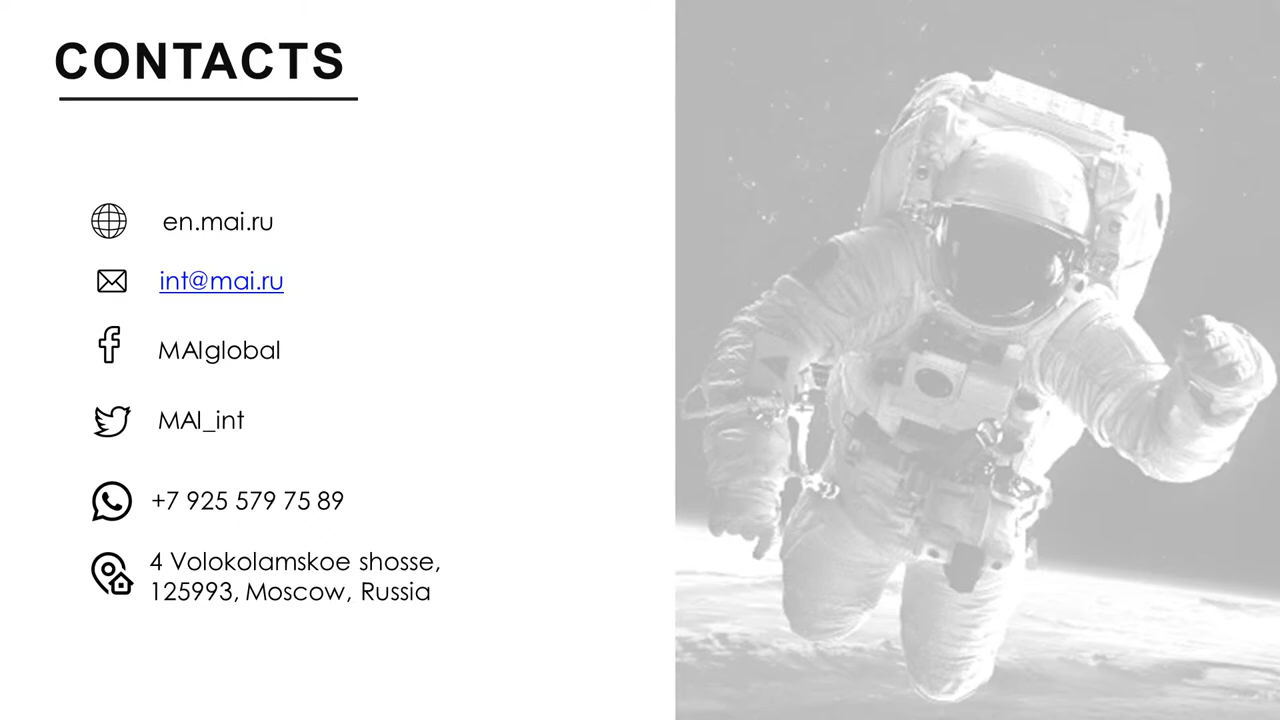 CONTACTS
en.mai.ru
int@mai.ru
MAIglobal
MAI_int
+7 925 579 75 89
4 Volokolamskoe shosse,
125993, Moscow, Russia